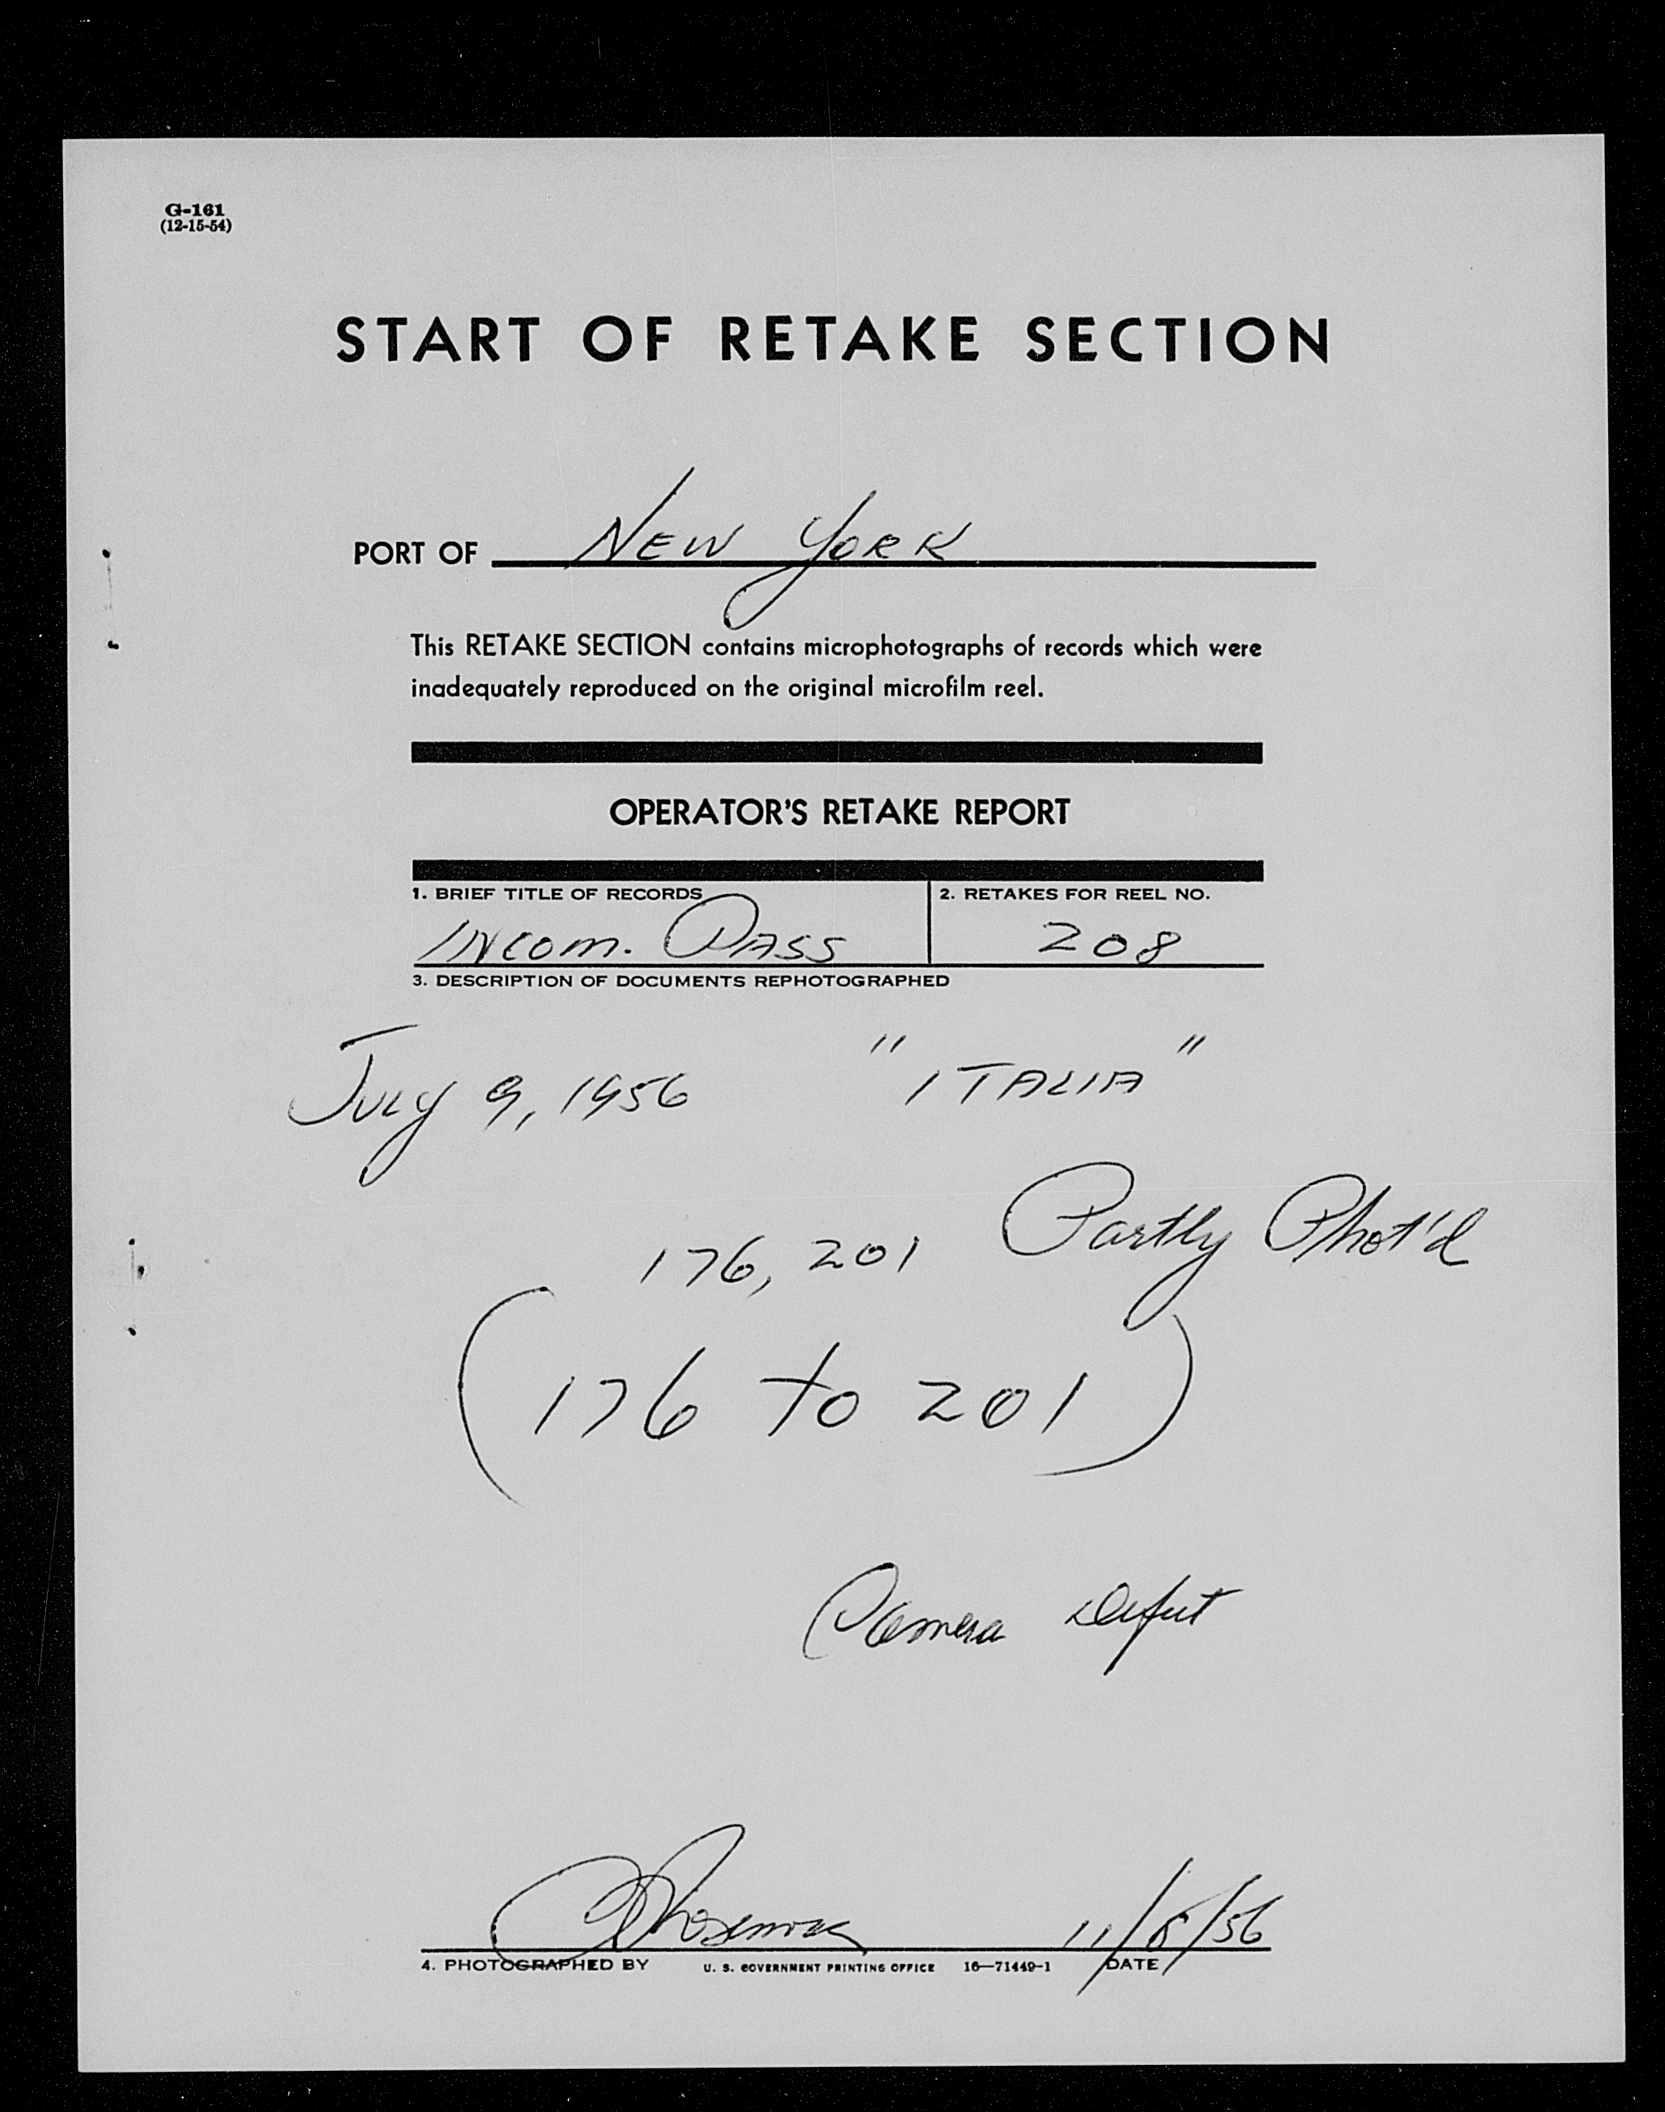 G-161
(12-15-54)
START OF RETAKE SECTION
PORT OF NEW YORK
This RETAKE SECTION contains microphotographs of records which were
inadequately reproduced on the original microfilm reel.
OPERATOR'S RETAKE REPORT
1. BRIEF TITLE OF RECORDS 2. RETAKES FOR REEL NO.
INCOM. PASS 208
3. DESCRIPTION OF DOCUMENTS REPHOTOGRAPHED
JULY 9, 1956 "ITALIA"
176, 201 Partly Phot'd
(176 to 201)
Camera Defect
11/8/56
4. PHOTOGRAPHED BY U. S. GOVERNMENT PRINTING OFFICE 16—71449-1 DATE